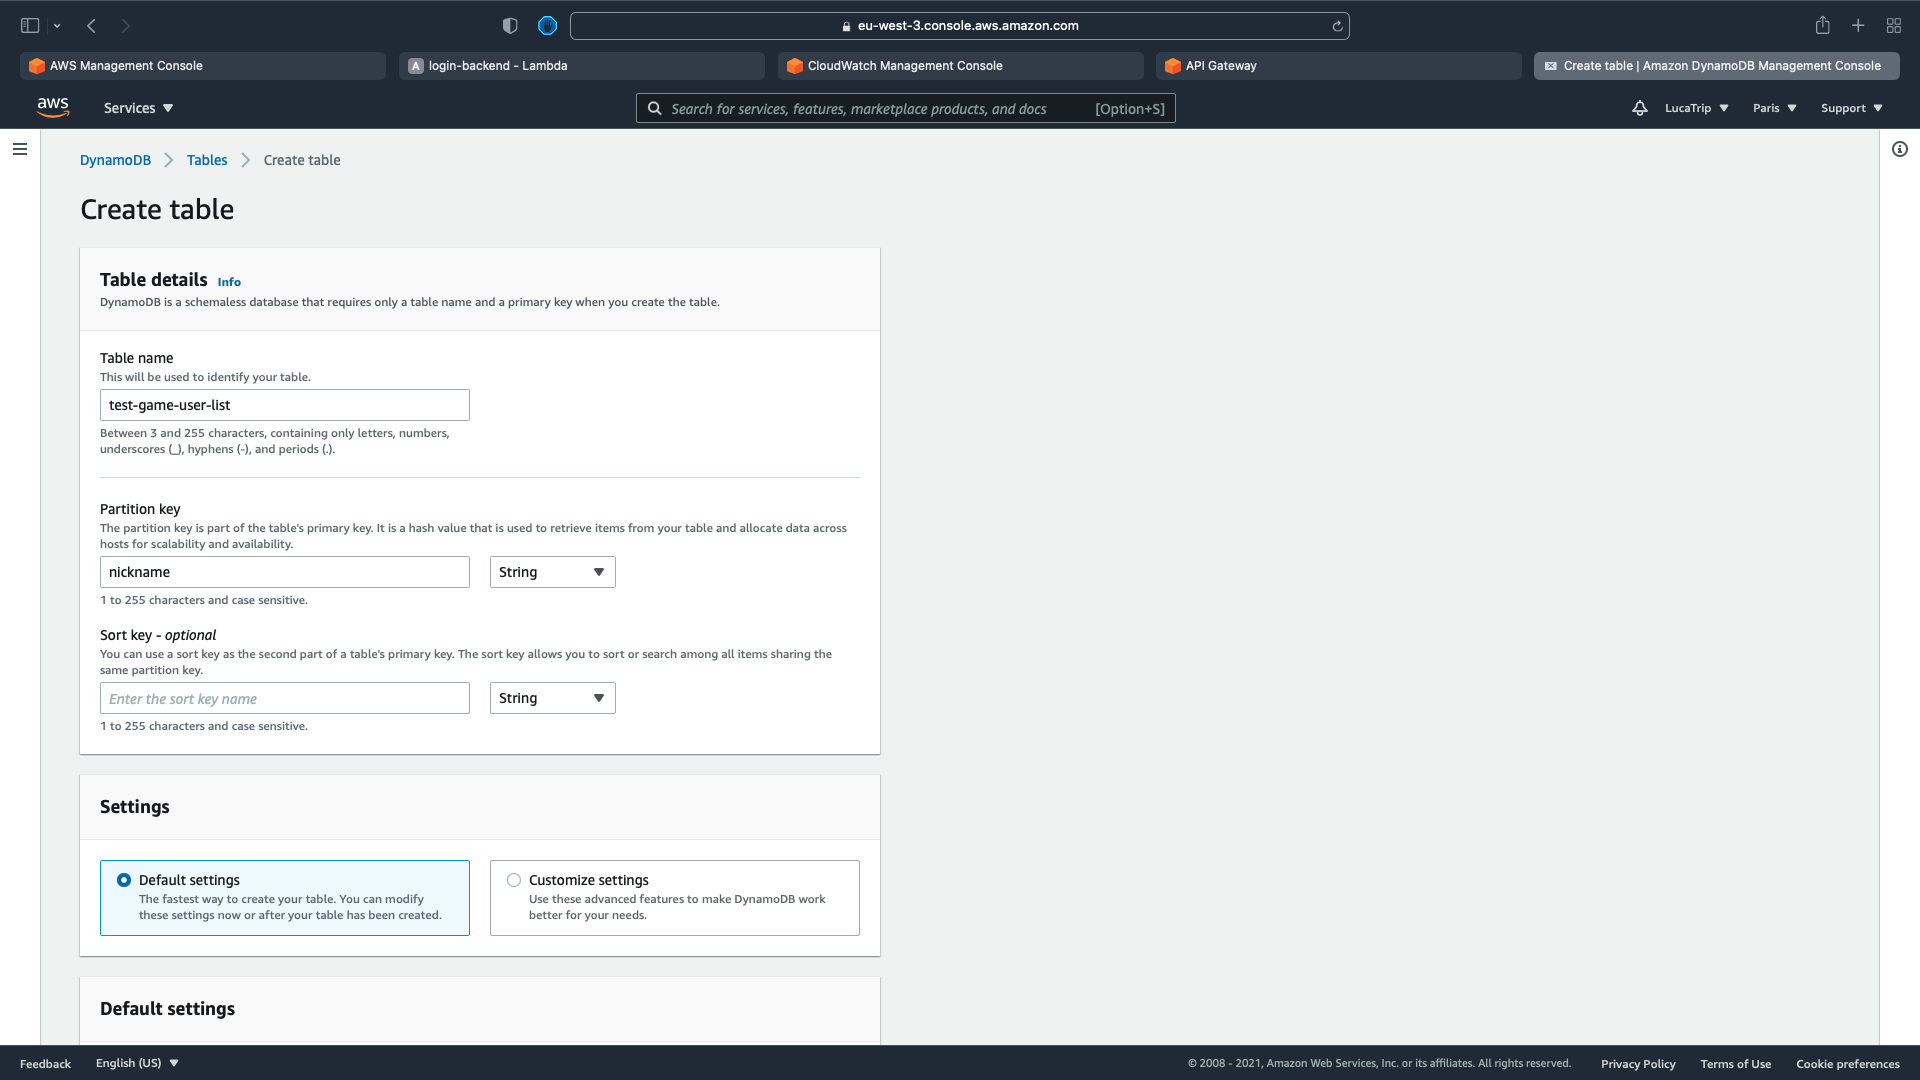 eu-west-3.console.aws.amazon.com
AWS Management Console
A login-backend - Lambda
CloudWatch Management Console
API Gateway
Create table | Amazon DynamoDB Management Console
aws
Services
Search for services, features, marketplace products, and docs [Option+S]
LucaTrip
Paris
Support
DynamoDB
Tables
Create table
Create table
Table details Info
DynamoDB is a schemaless database that requires only a table name and a primary key when you create the table.
Table name
This will be used to identify your table.
test-game-user-list
Between 3 and 255 characters, containing only letters, numbers,
underscores (_), hyphens (-), and periods (.).
Partition key
The partition key is part of the table's primary key. It is a hash value that is used to retrieve items from your table and allocate data across
hosts for scalability and availability.
nickname
String
1 to 255 characters and case sensitive.
Sort key - optional
You can use a sort key as the second part of a table's primary key. The sort key allows you to sort or search among all items sharing the
same partition key.
Enter the sort key name
String
1 to 255 characters and case sensitive.
Settings
Default settings
The fastest way to create your table. You can modify
these settings now or after your table has been created.
Customize settings
Use these advanced features to make DynamoDB work
better for your needs.
Default settings
Feedback
English (US)
© 2008 - 2021, Amazon Web Services, Inc. or its affiliates. All rights reserved.
Privacy Policy
Terms of Use
Cookie preferences